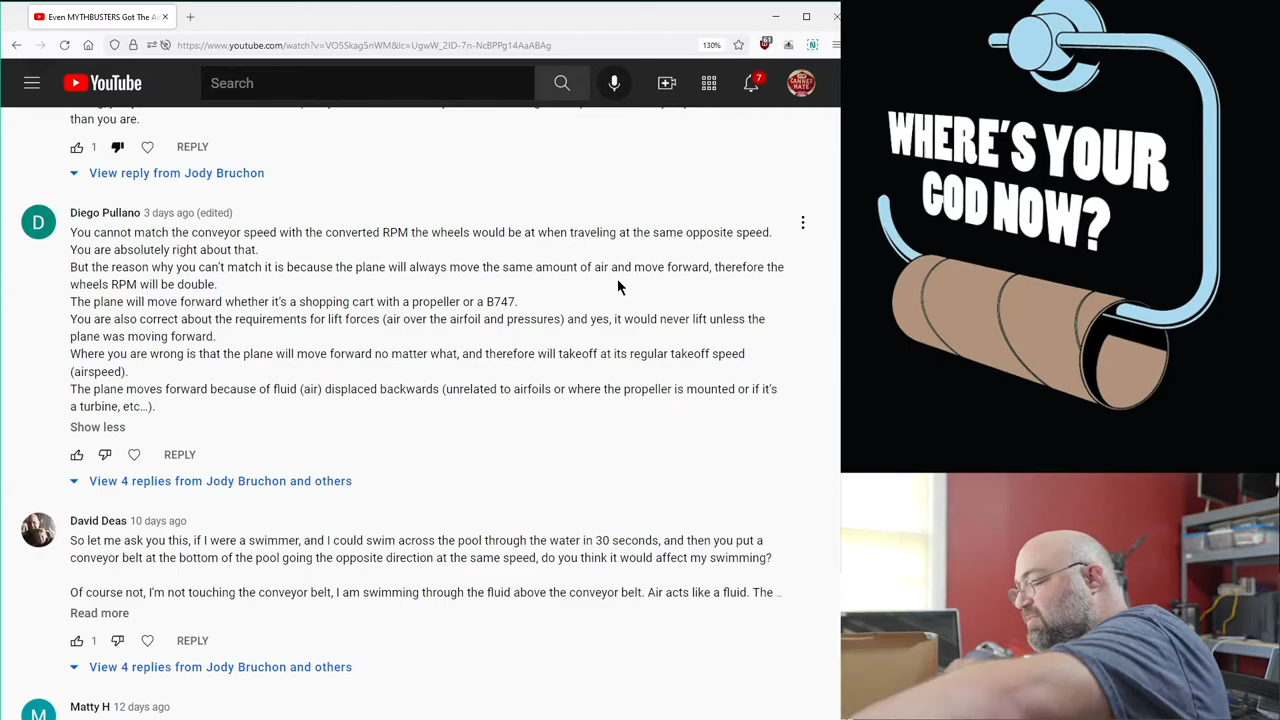 Even MYTHBUSTERS Got The A
https://www.youtube.com/watch?v=VO5SkagSnWM&lc=UgwW_2ID-7n-NcBPPg14AaABAg
130%
YouTube
Search
7
than you are.
1
REPLY
View reply from Jody Bruchon
D
Diego Pullano 3 days ago (edited)
You cannot match the conveyor speed with the converted RPM the wheels would be at when traveling at the same opposite speed.
You are absolutely right about that.
But the reason why you can't match it is because the plane will always move the same amount of air and move forward, therefore the
wheels RPM will be double.
The plane will move forward whether it's a shopping cart with a propeller or a B747.
You are also correct about the requirements for lift forces (air over the airfoil and pressures) and yes, it would never lift unless the
plane was moving forward.
Where you are wrong is that the plane will move forward no matter what, and therefore will takeoff at its regular takeoff speed
(airspeed).
The plane moves forward because of fluid (air) displaced backwards (unrelated to airfoils or where the propeller is mounted or if it's
a turbine, etc…).
Show less
REPLY
View 4 replies from Jody Bruchon and others
David Deas 10 days ago
So let me ask you this, if I were a swimmer, and I could swim across the pool through the water in 30 seconds, and then you put a
conveyor belt at the bottom of the pool going the opposite direction at the same speed, do you think it would affect my swimming?
Of course not, I'm not touching the conveyor belt, I am swimming through the fluid above the conveyor belt. Air acts like a fluid. The ..
Read more
1
REPLY
View 4 replies from Jody Bruchon and others
M
Matty H 12 days ago
WHERE'S YOUR
GOD NOW?